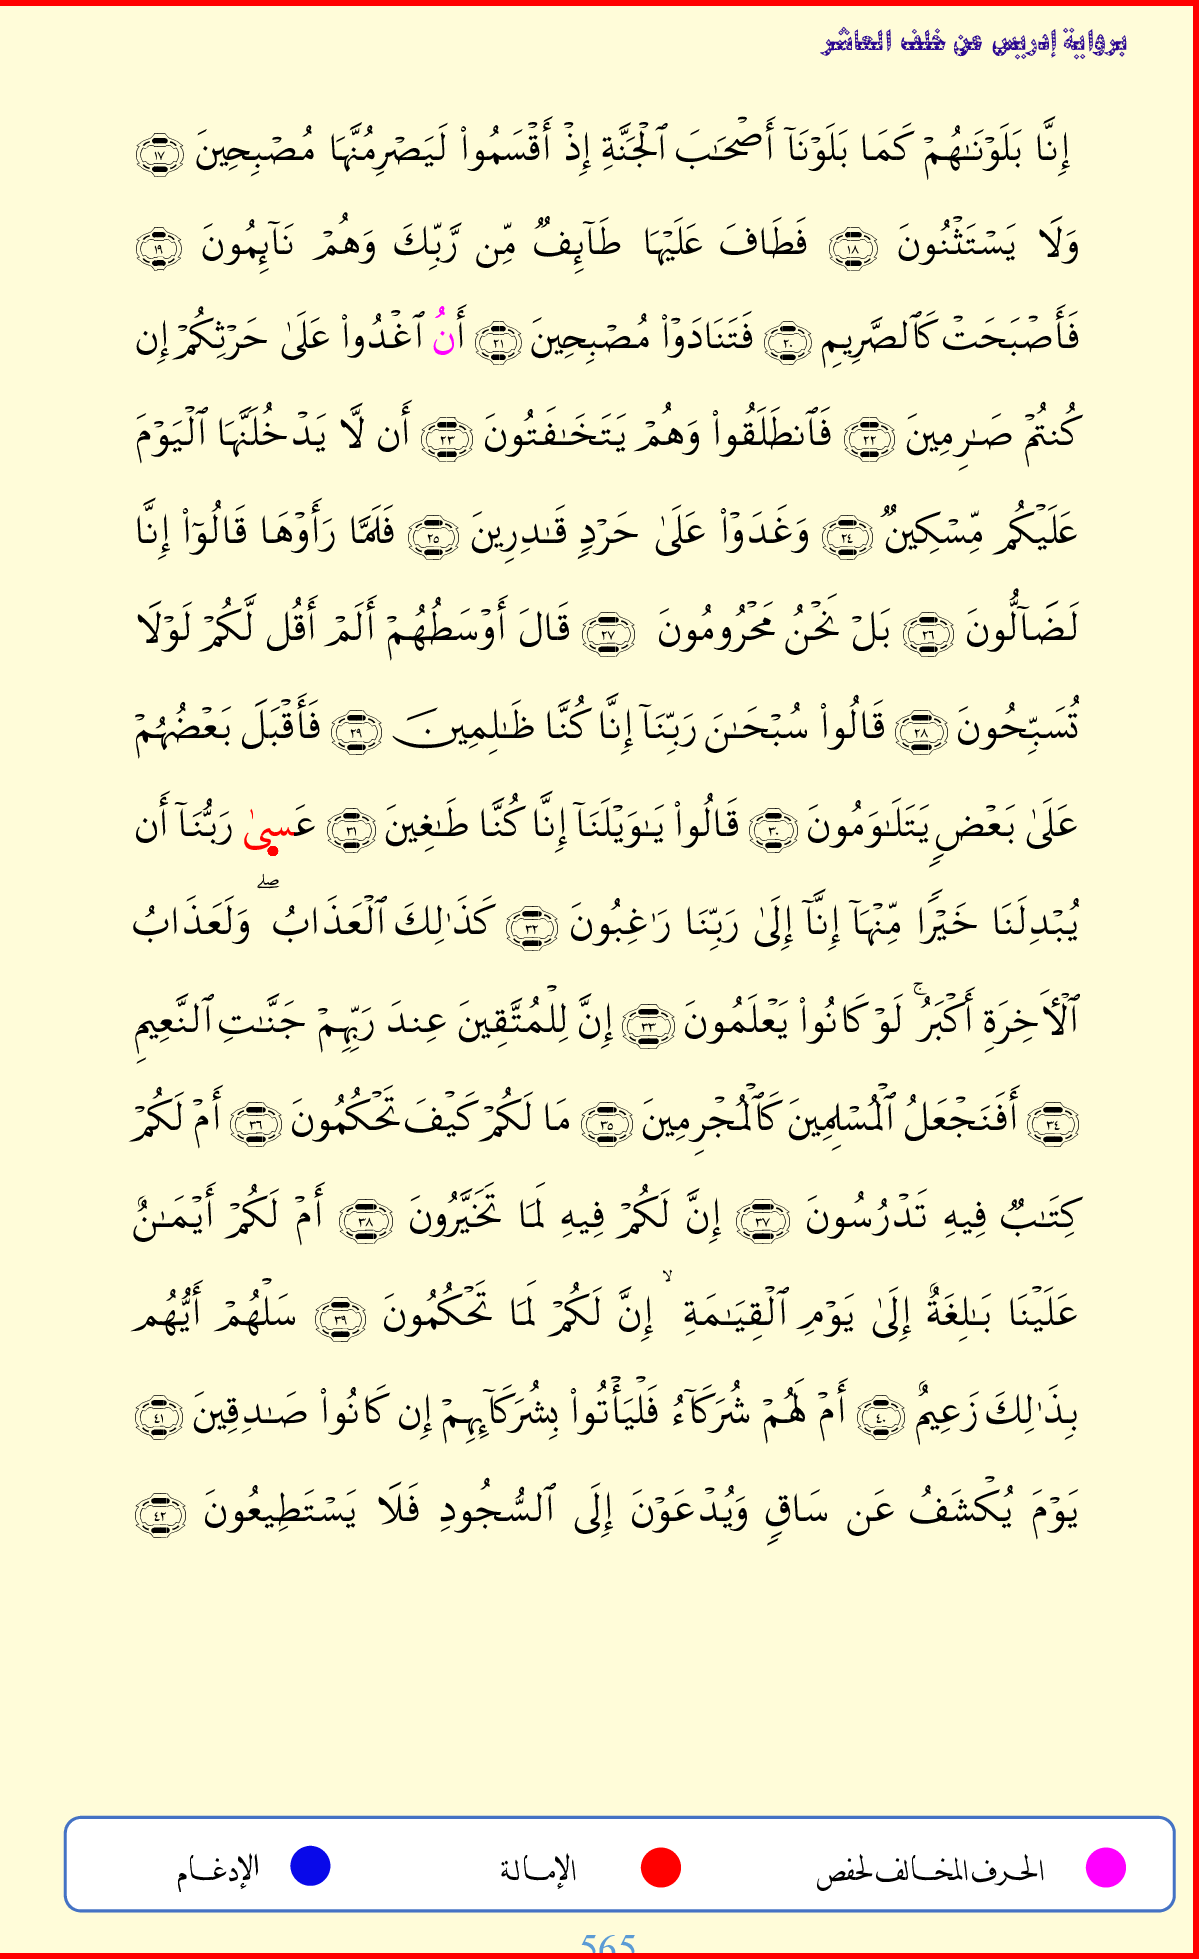 برواية إدريس عن خلف العاشر
إِنَّا بَلَوْنَٰهُمْ كَمَا بَلَوْنَآ أَصْحَٰبَ ٱلْجَنَّةِ إِذْ أَقْسَمُوا۟ لَيَصْرِمُنَّهَا مُصْبِحِينَ ١٧
وَلَا يَسْتَثْنُونَ ١٨ فَطَافَ عَلَيْهَا طَآئِفٌ مِّن رَّبِّكَ وَهُمْ نَآئِمُونَ ١٩
فَأَصْبَحَتْ كَٱلصَّرِيمِ ٢٠ فَتَنَادَوْا۟ مُصْبِحِينَ ٢١ أَنُ ٱغْدُوا۟ عَلَىٰ حَرْثِكُمْ إِن
كُنتُمْ صَٰرِمِينَ ٢٢ فَٱنطَلَقُوا۟ وَهُمْ يَتَخَٰفَتُونَ ٢٣ أَن لَّا يَدْخُلَنَّهَا ٱلْيَوْمَ
عَلَيْكُم مِّسْكِينٌ ٢٤ وَغَدَوْا۟ عَلَىٰ حَرْدٍ قَٰدِرِينَ ٢٥ فَلَمَّا رَأَوْهَا قَالُوٓا۟ إِنَّا
لَضَآلُّونَ ٢٦ بَلْ نَحْنُ مَحْرُومُونَ ٢٧ قَالَ أَوْسَطُهُمْ أَلَمْ أَقُل لَّكُمْ لَوْلَا
تُسَبِّحُونَ ٢٨ قَالُوا۟ سُبْحَٰنَ رَبِّنَآ إِنَّا كُنَّا ظَٰلِمِينَ ٢٩ فَأَقْبَلَ بَعْضُهُمْ
عَلَىٰ بَعْضٍ يَتَلَٰوَمُونَ ٣٠ قَالُوا۟ يَٰوَيْلَنَآ إِنَّا كُنَّا طَٰغِينَ ٣١ عَسىٰ رَبُّنَآ أَن
يُبْدِلَنَا خَيْرًا مِّنْهَآ إِنَّآ إِلَىٰ رَبِّنَا رَٰغِبُونَ ٣٢ كَذَٰلِكَ ٱلْعَذَابُ ۖ وَلَعَذَابُ
ٱلْأَخِرَةِ أَكْبَرُ ۚ لَوْ كَانُوا۟ يَعْلَمُونَ ٣٣ إِنَّ لِلْمُتَّقِينَ عِندَ رَبِّهِمْ جَنَّٰتِ ٱلنَّعِيمِ
٣٤ أَفَنَجْعَلُ ٱلْمُسْلِمِينَ كَٱلْمُجْرِمِينَ ٣٥ مَا لَكُمْ كَيْفَ تَحْكُمُونَ ٣٦ أَمْ لَكُمْ
كِتَٰبٌ فِيهِ تَدْرُسُونَ ٣٧ إِنَّ لَكُمْ فِيهِ لَمَا تَخَيَّرُونَ ٣٨ أَمْ لَكُمْ أَيْمَٰنٌ
عَلَيْنَا بَٰلِغَةٌ إِلَىٰ يَوْمِ ٱلْقِيَٰمَةِ ۙ إِنَّ لَكُمْ لَمَا تَحْكُمُونَ ٣٩ سَلْهُمْ أَيُّهُم
بِذَٰلِكَ زَعِيمٌ ٤٠ أَمْ لَهُمْ شُرَكَآءُ فَلْيَأْتُوا۟ بِشُرَكَآئِهِمْ إِن كَانُوا۟ صَٰدِقِينَ ٤١
يَوْمَ يُكْشَفُ عَن سَاقٍ وَيُدْعَوْنَ إِلَى ٱلسُّجُودِ فَلَا يَسْتَطِيعُونَ ٤٢
الحرف المخالف لحفص الإمالة الإدغام
565